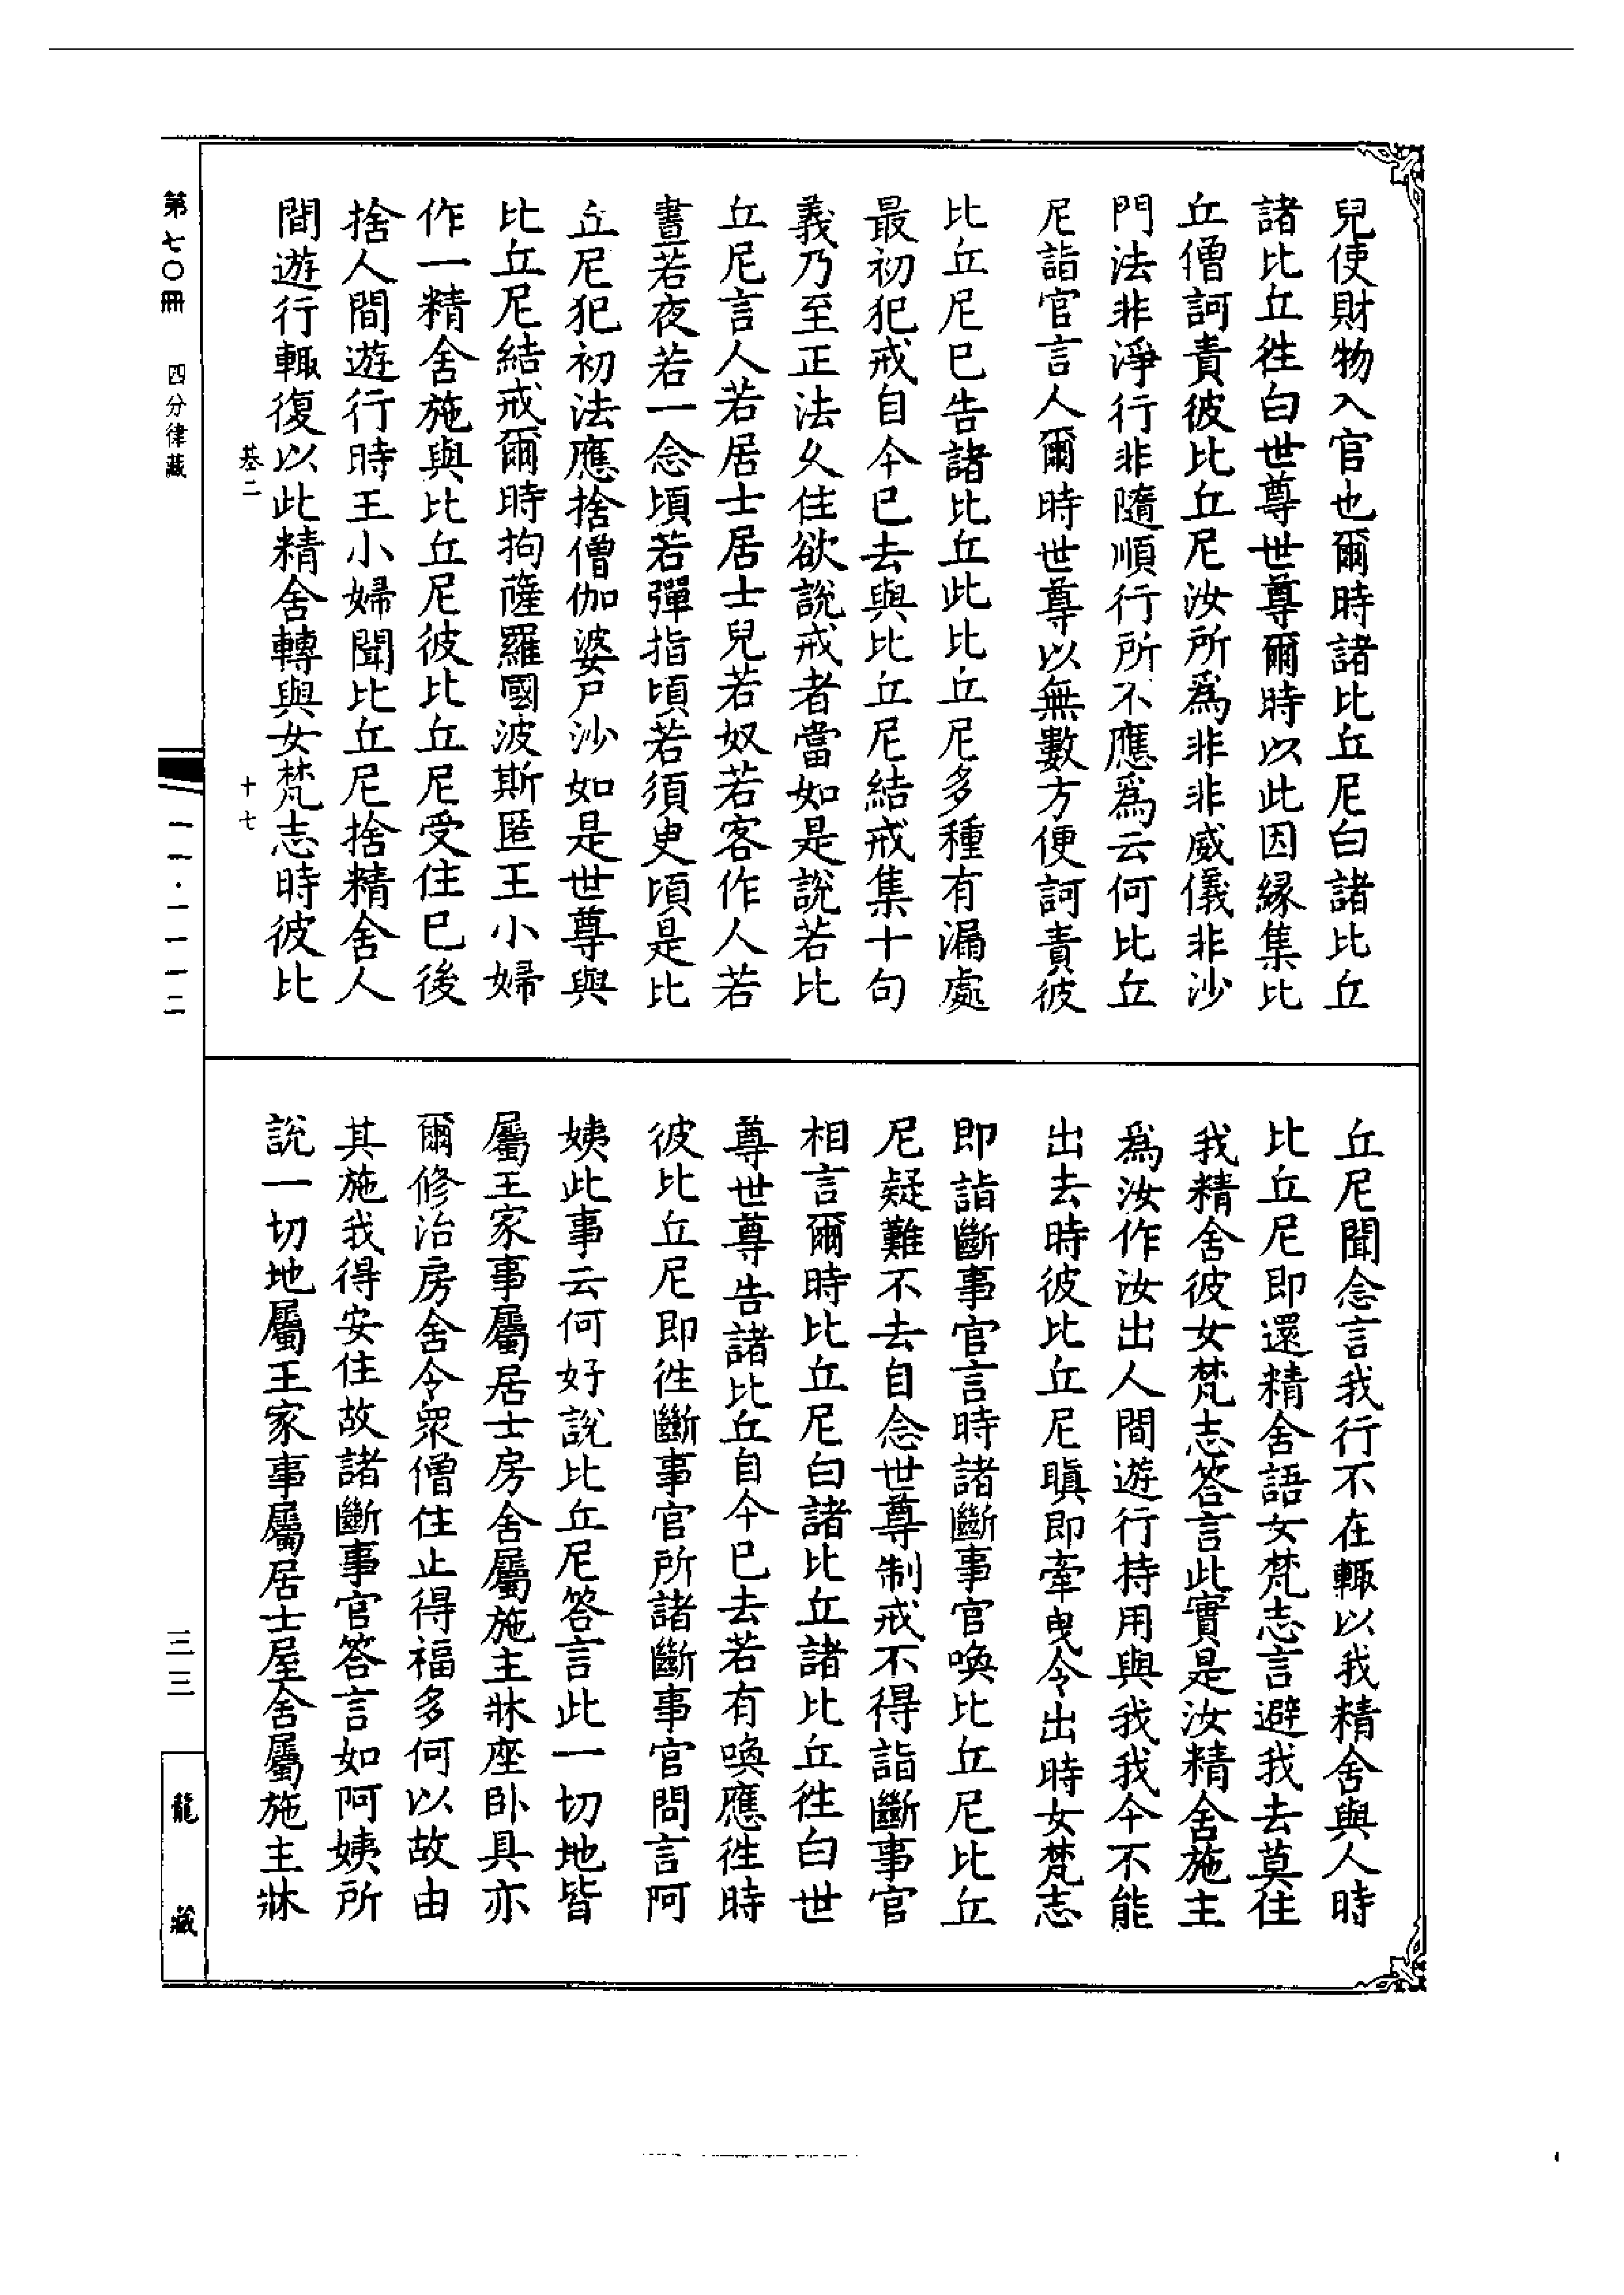 兒使財物入官也爾時諸比丘尼白諸比丘
諸比丘徃白世尊世尊爾時以此因緣集比
丘僧訶責彼比丘尼汝所爲非非威儀非沙
門法非淨行非隨順行所不應爲云何比丘
尼詣官言人爾時世尊以無數方便訶責彼
比丘尼已告諸比丘此比丘尼多種有漏處
最初犯戒自今已去與比丘尼結戒集十句
義乃至正法久住欲說戒者當如是說若比
丘尼言人若居士居士兒若奴若客作人若
晝若夜若一念頃若彈指頃若須臾頃是比
丘尼犯初法應捨僧伽婆尸沙如是世尊與
比丘尼結戒爾時拘薩羅國波斯匿王小婦
作一精舍施與比丘尼彼比丘尼受住已後
捨人間遊行時王小婦聞比丘尼捨精舍人
間遊行輒復以此精舍轉與女梵志時彼比
丘尼聞念言我行不在輒以我精舍與人時
比丘尼即還精舍語女梵志言避我去莫住
我精舍彼女梵志答言此實是汝精舍施主
爲汝作汝出人間遊行持用與我我今不能
出去時彼比丘尼瞋即牽曳令出時女梵志
即詣斷事官言時諸斷事官喚比丘尼比丘
尼疑難不去自念世尊制戒不得詣斷事官
相言爾時比丘尼白諸比丘諸比丘徃白世
尊世尊告諸比丘自今已去若有喚應徃時
彼比丘尼即徃斷事官所諸斷事官問言阿
姨此事云何好說比丘尼答言此一切地皆
屬王家事屬居士房舍屬施主牀座卧具亦
爾修治房舍令衆僧住止得福多何以故由
其施我得安住故諸斷事官答言如阿姨所
說一切地屬王家事屬居士屋舍屬施主牀
基二 十七
第七〇冊 四分律藏 一一·一一一二 三三 龍藏